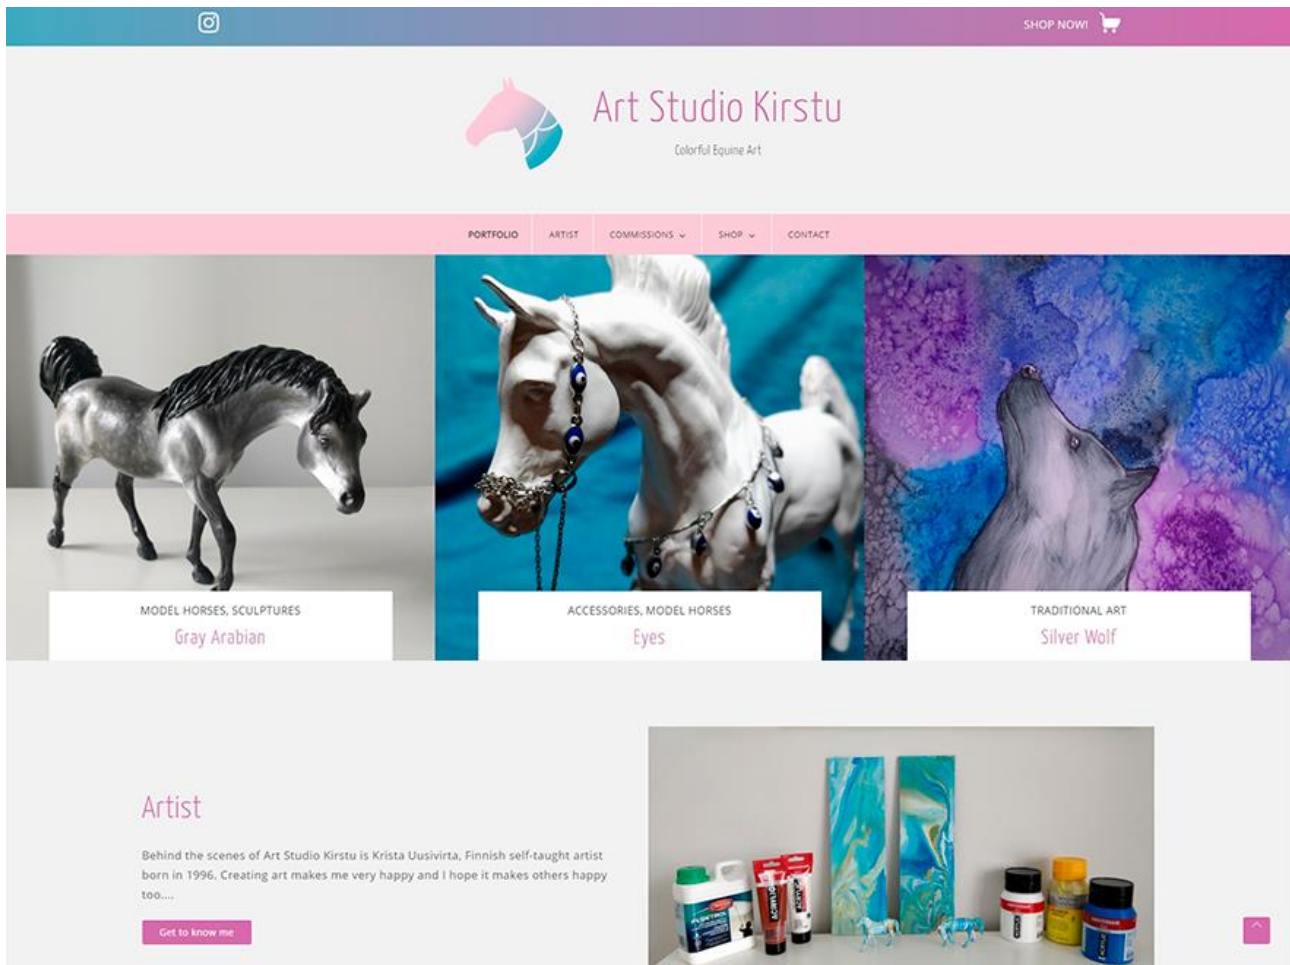 SHOP NOW!
Art Studio Kirstu
Colorful Equine Art
PORTFOLIO
ARTIST
COMMISSIONS
SHOP
CONTACT
MODEL HORSES, SCULPTURES
Gray Arabian
ACCESSORIES, MODEL HORSES
Eyes
TRADITIONAL ART
Silver Wolf
Artist
Behind the scenes of Art Studio Kirstu is Krista Uusivirta, Finnish self-taught artist
born in 1996. Creating art makes me very happy and I hope it makes others happy
too....
Get to know me
FLOETROL
ACRYLIC
ACRYLIC